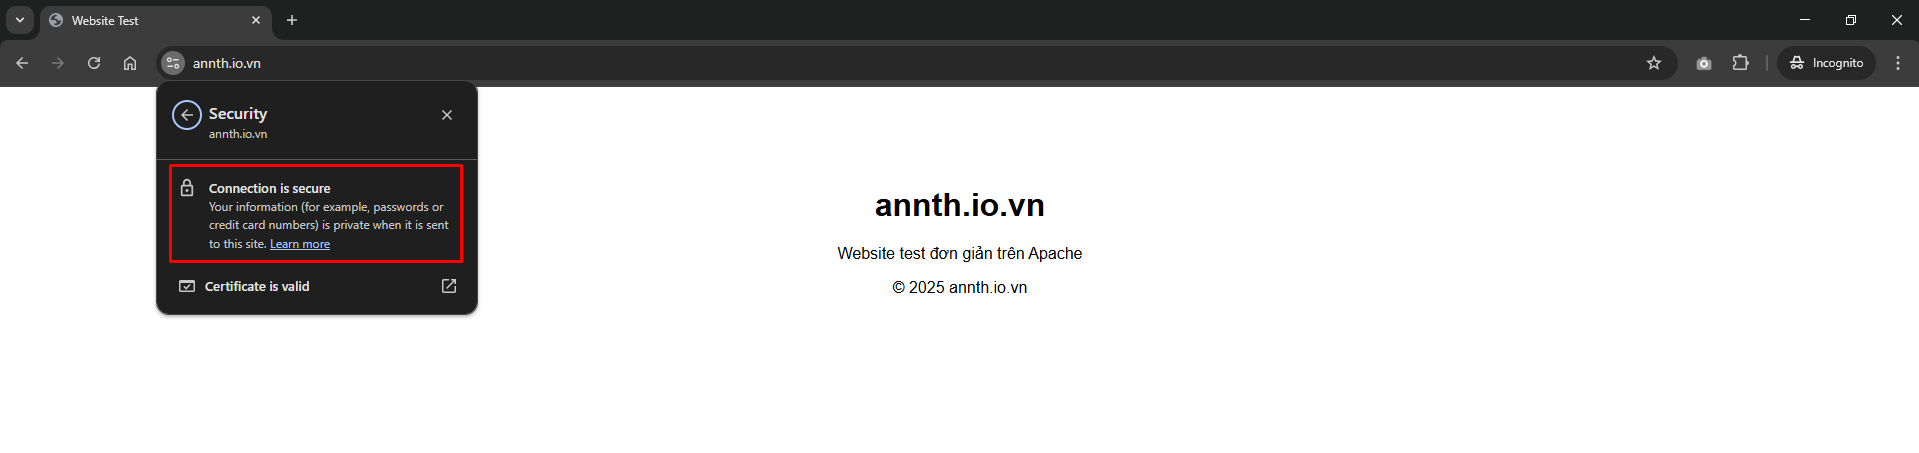 Website Test
annth.io.vn
Incognito
Security
annth.io.vn
Connection is secure
Your information (for example, passwords or
credit card numbers) is private when it is sent
to this site. Learn more
Certificate is valid
annth.io.vn
Website test đơn giản trên Apache
© 2025 annth.io.vn